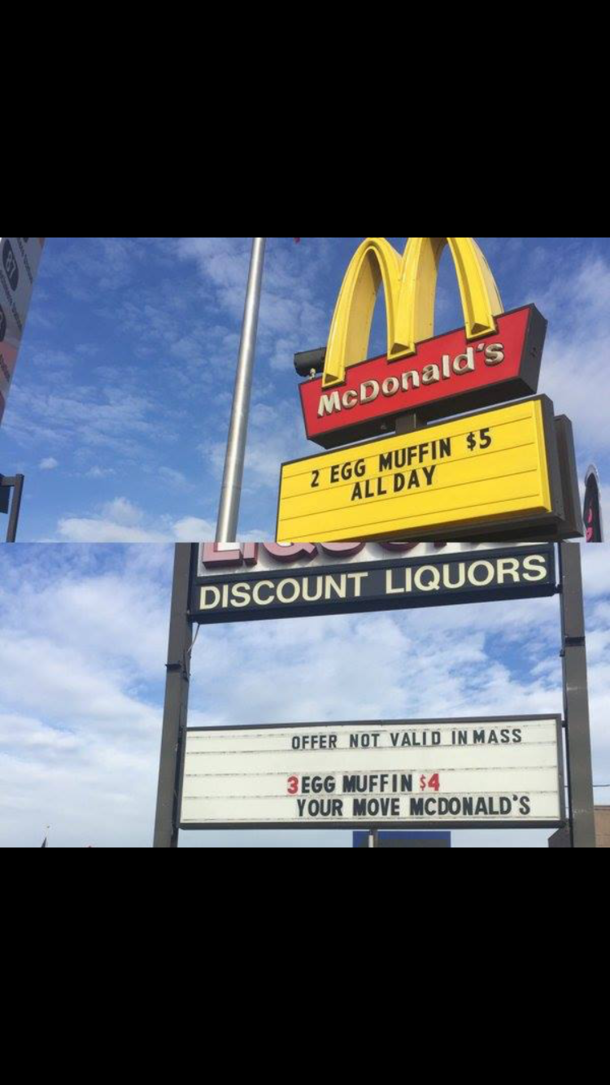 McDonald's
2 EGG MUFFIN $5
ALL DAY
DISCOUNT LIQUORS
OFFER NOT VALID IN MASS
3 EGG MUFFIN $4
YOUR MOVE MCDONALD'S